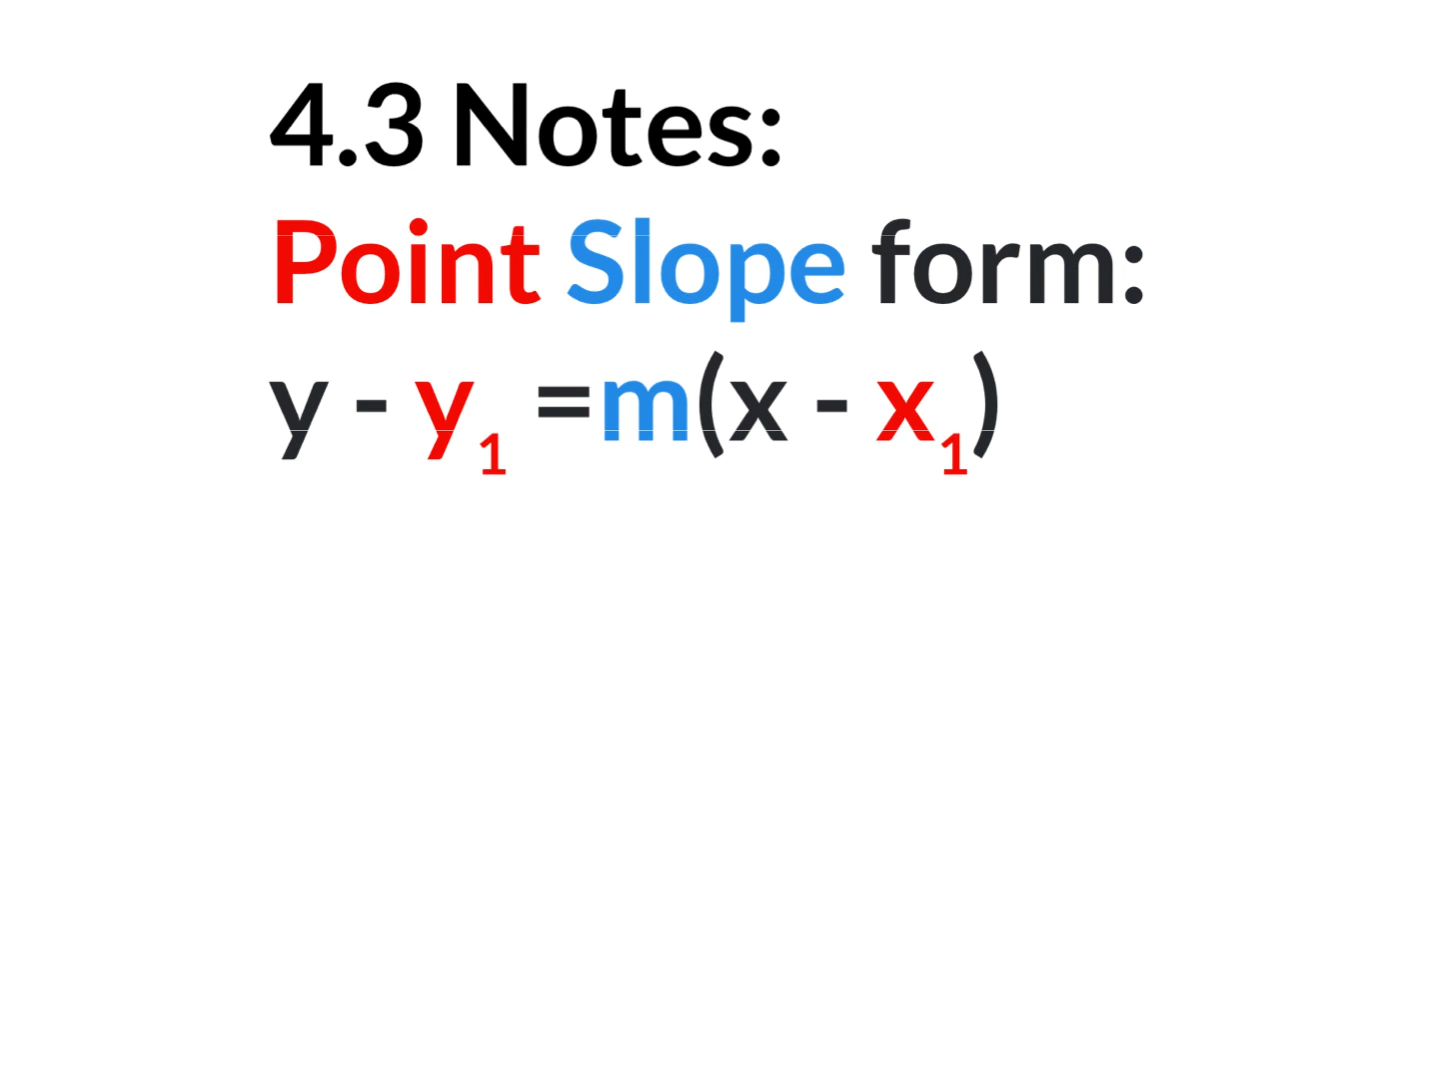 4.3 Notes:
Point Slope form:
y - y₁ =m(x - x₁)